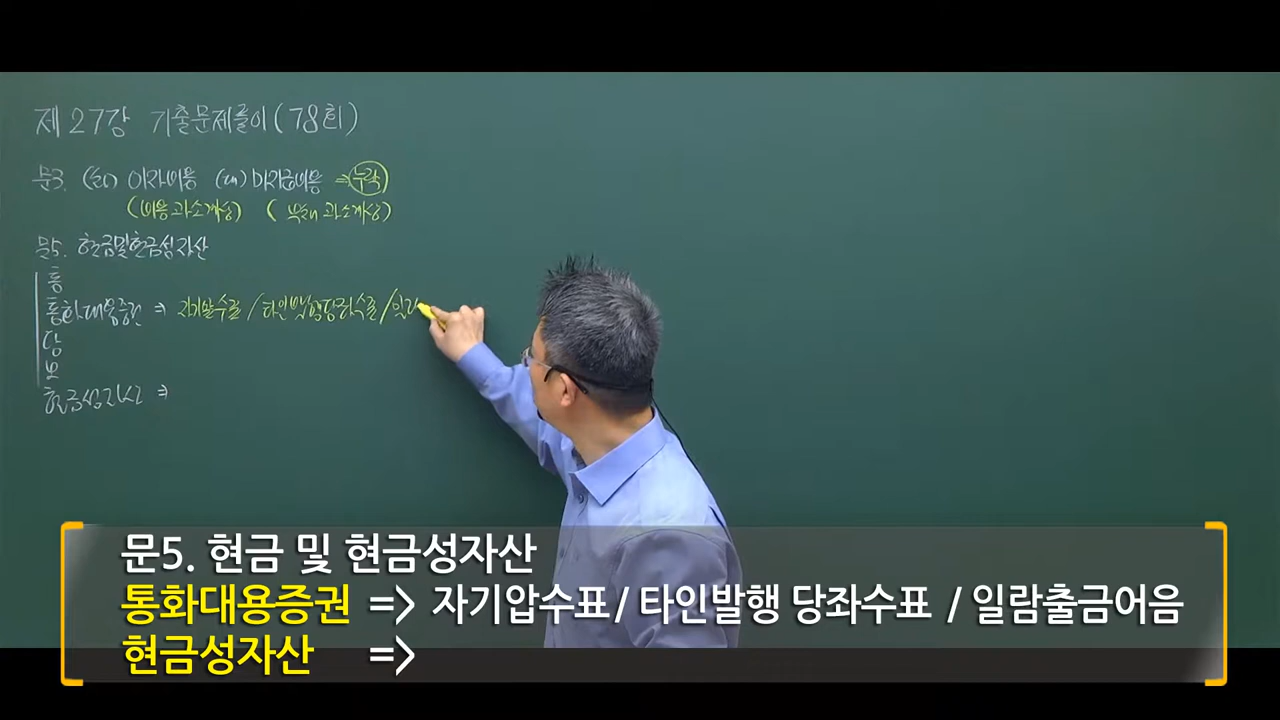 제 27강 기출문제풀이 (78회)
문3. (차) 이자비용 (대) 미지급비용 ⇒ 누락
(비용 과소계상) ( 부채 과소계상)
문5. 현금및현금성자산
통
통화대용증권 ⇒ 자기앞수표 / 타인발행당좌수표 / 일라
당
보
현금성자산 ⇒
문5. 현금 및 현금성자산
통화대용증권 => 자기압수표 / 타인발행 당좌수표 / 일람출금어음
현금성자산 =>